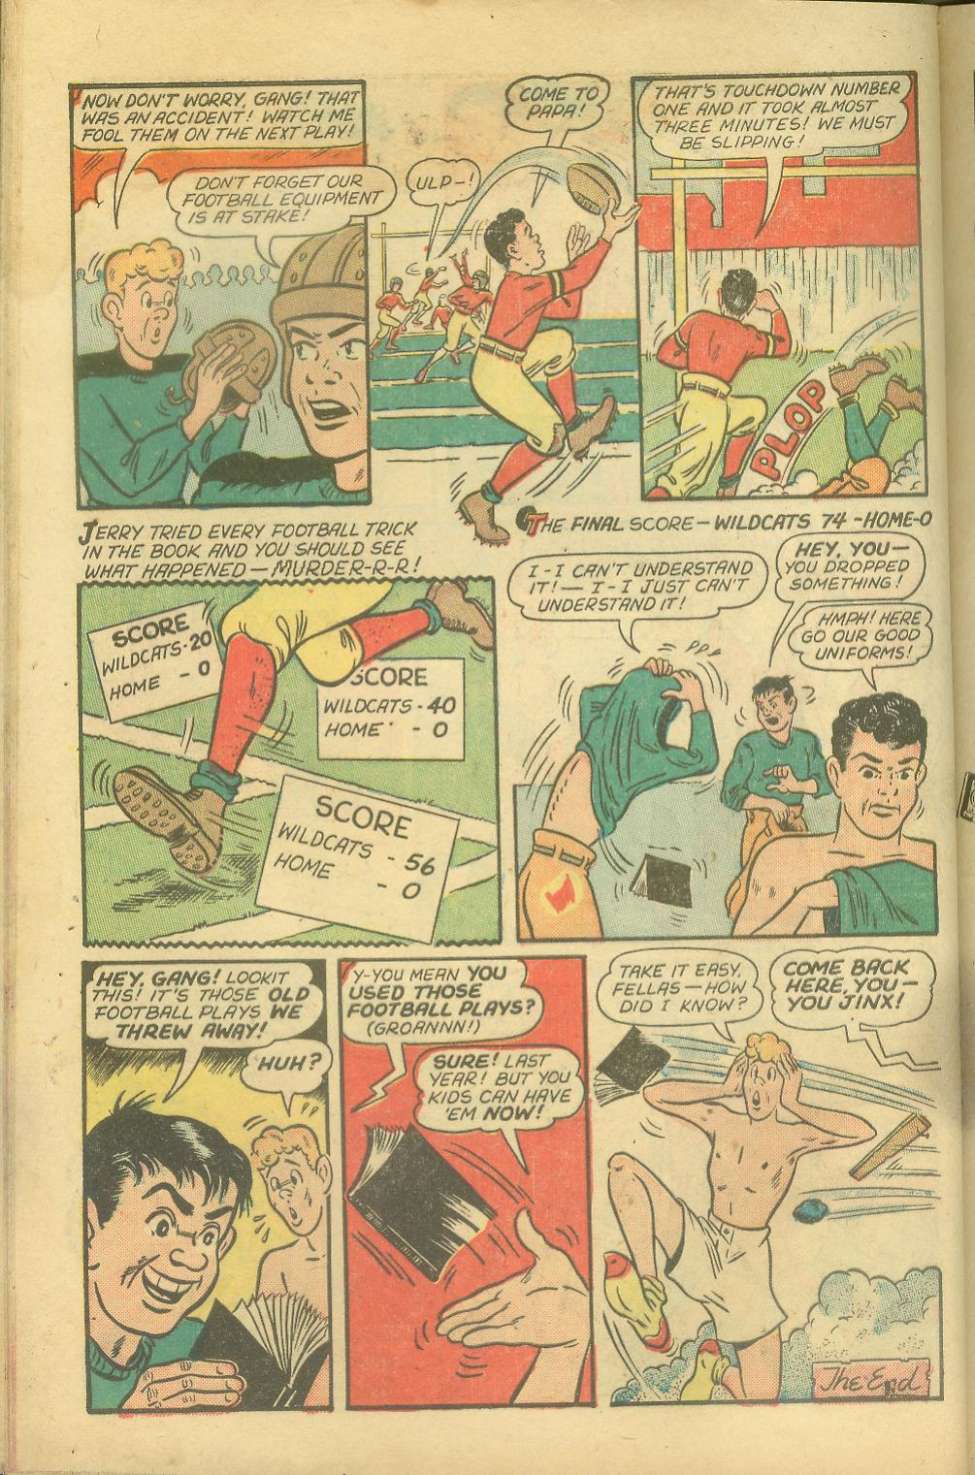 NOW DON'T WORRY, GANG! THAT
WAS AN ACCIDENT! WATCH ME
FOOL THEM ON THE NEXT PLAY!
DON'T FORGET OUR
FOOTBALL EQUIPMENT
IS AT STAKE!
ULP-!
COME TO
PAPA!
THAT'S TOUCHDOWN NUMBER
ONE AND IT TOOK ALMOST
THREE MINUTES! WE MUST
BE SLIPPING!
PLOP
JERRY TRIED EVERY FOOTBALL TRICK
IN THE BOOK AND YOU SHOULD SEE
WHAT HAPPENED — MURDER-R-R!
SCORE
WILDCATS-20
HOME - 0
SCORE
WILDCATS - 40
HOME - 0
SCORE
WILDCATS - 56
HOME - 0
THE FINAL SCORE — WILDCATS 74 - HOME-0
I-I CAN'T UNDERSTAND
IT!— I-I JUST CAN'T
UNDERSTAND IT!
HEY, YOU—
YOU DROPPED
SOMETHING!
HMPH! HERE
GO OUR GOOD
UNIFORMS!
HEY, GANG! LOOKIT
THIS! IT'S THOSE OLD
FOOTBALL PLAYS WE
THREW AWAY!
HUH?
Y-YOU MEAN YOU
USED THOSE
FOOTBALL PLAYS?
(GROANNN!)
SURE! LAST
YEAR! BUT YOU
KIDS CAN HAVE
'EM NOW!
TAKE IT EASY,
FELLAS — HOW
DID I KNOW?
COME BACK
HERE, YOU —
YOU JINX!
The End